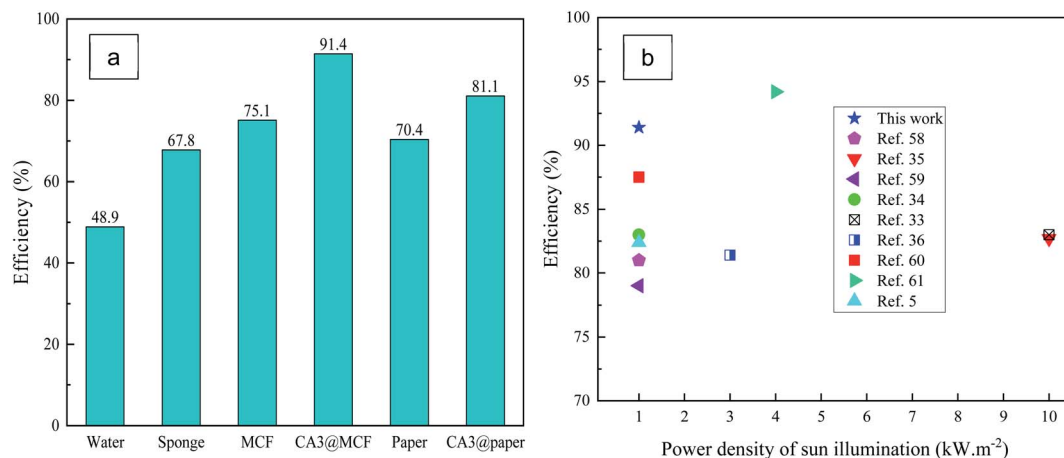 a
Efficiency (%)
100
80
60
40
20
0
48.9
67.8
75.1
91.4
70.4
81.1
Water Sponge MCF CA3@MCF Paper CA3@paper
b
Efficiency (%)
100
95
90
85
80
75
70
This work
Ref. 58
Ref. 35
Ref. 59
Ref. 34
Ref. 33
Ref. 36
Ref. 60
Ref. 61
Ref. 5
1 2 3 4 5 6 7 8 9 10
Power density of sun illumination (kW.m-2)